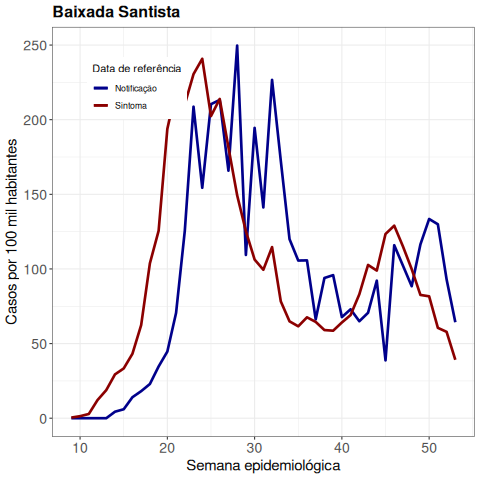 Baixada Santista
Casos por 100 mil habitantes
250
200
150
100
50
0
Data de referência
Notificação
Sintoma
10
20
30
40
50
Semana epidemiológica